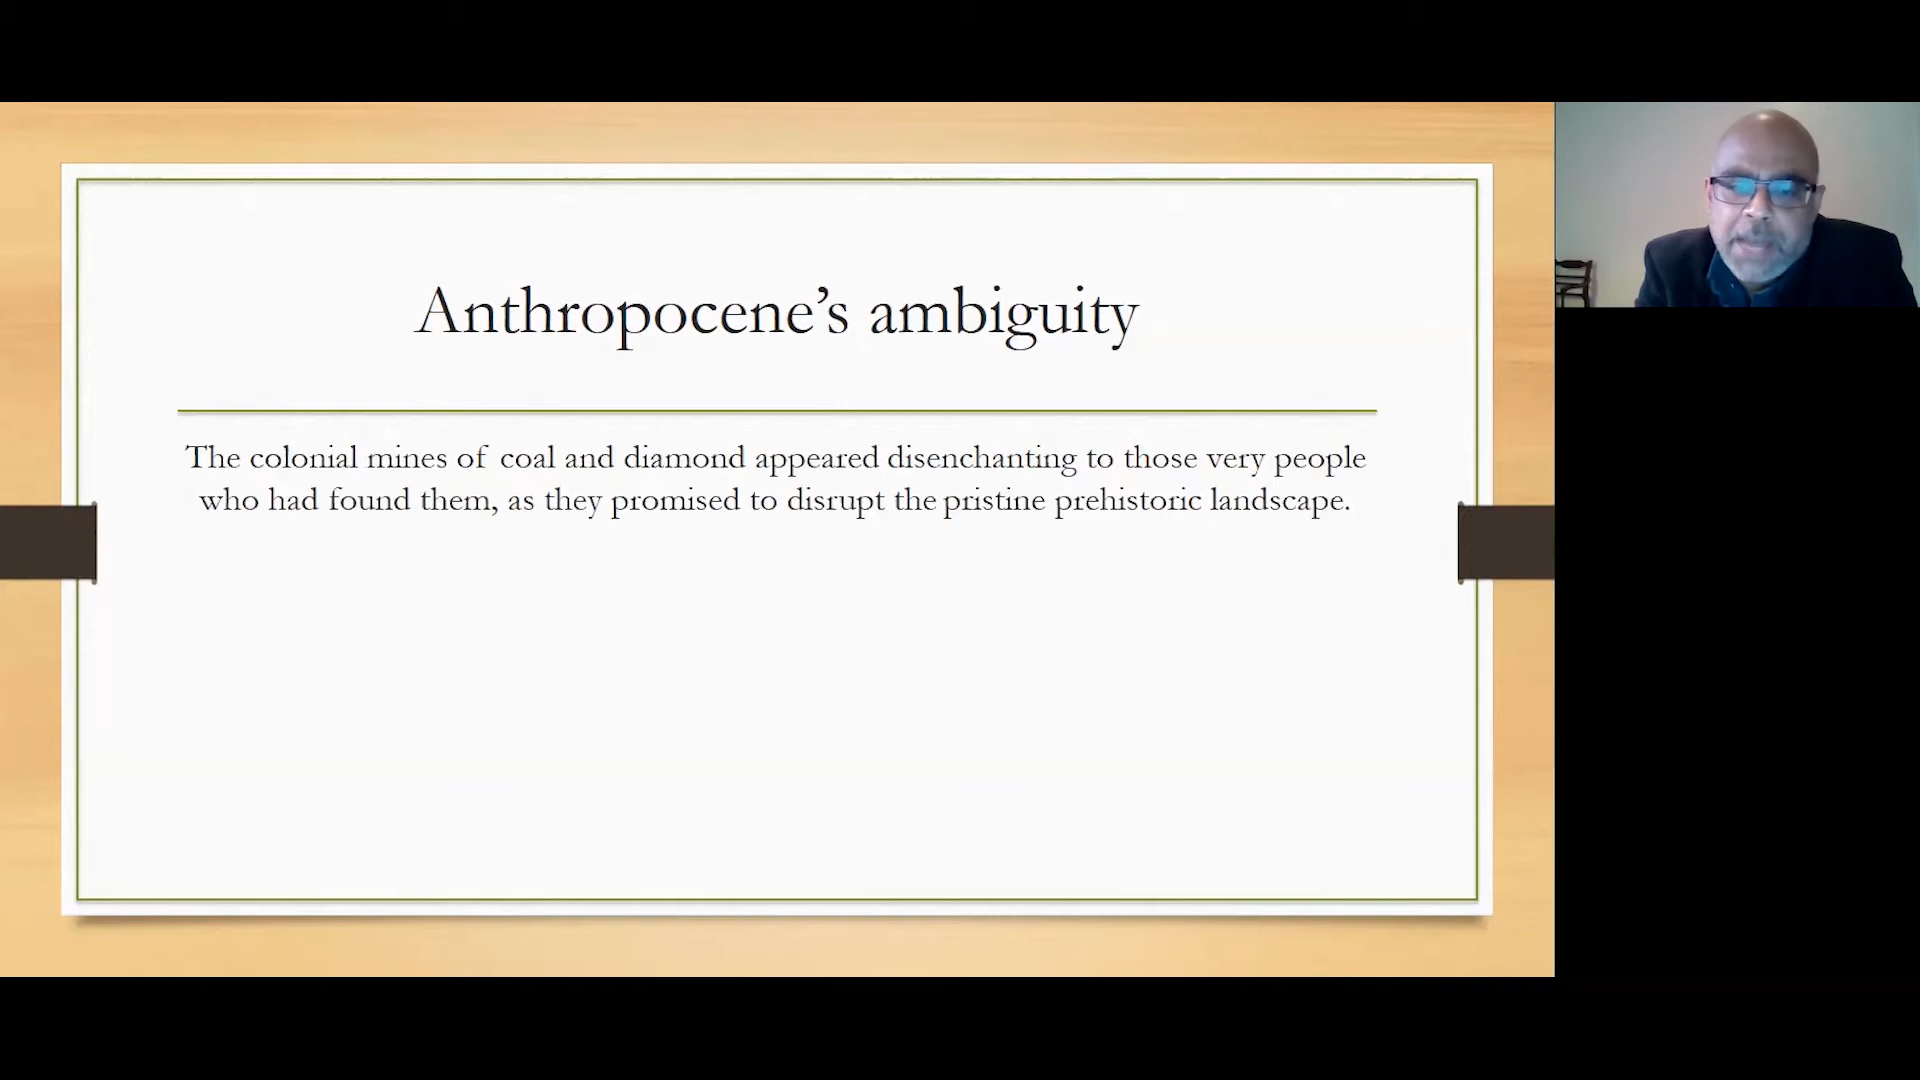 Anthropocene’s ambiguity
The colonial mines of coal and diamond appeared disenchanting to those very people
who had found them, as they promised to disrupt the pristine prehistoric landscape.